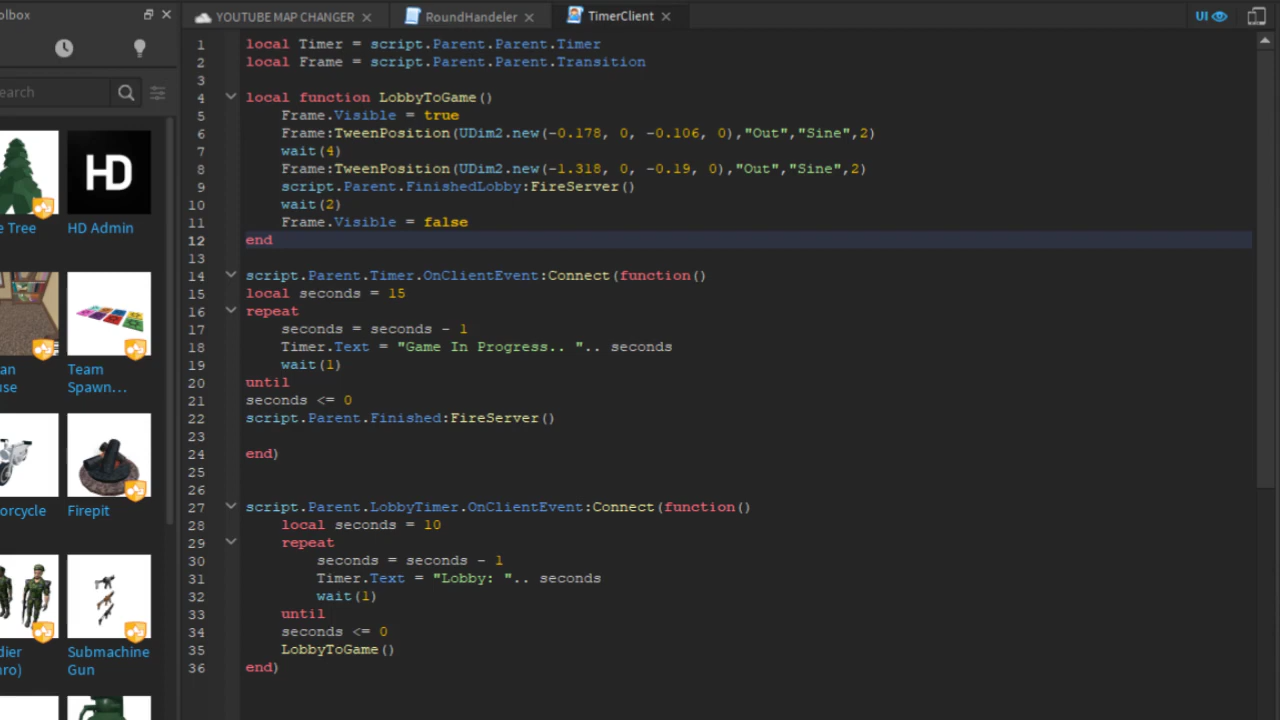 olbox
YOUTUBE MAP CHANGER
RoundHandeler
TimerClient
UI
earch
HD
e Tree
HD Admin
an
use
Team
Spawn...
orcycle
Firepit
dier
nro)
Submachine
Gun
1 local Timer = script.Parent.Parent.Timer
2 local Frame = script.Parent.Parent.Transition
3
4 local function LobbyToGame()
5 Frame.Visible = true
6 Frame:TweenPosition(UDim2.new(-0.178, 0, -0.106, 0),"Out","Sine",2)
7 wait(4)
8 Frame:TweenPosition(UDim2.new(-1.318, 0, -0.19, 0),"Out","Sine",2)
9 script.Parent.FinishedLobby:FireServer()
10 wait(2)
11 Frame.Visible = false
12 end
13
14 script.Parent.Timer.OnClientEvent:Connect(function()
15 local seconds = 15
16 repeat
17 seconds = seconds - 1
18 Timer.Text = "Game In Progress.. ".. seconds
19 wait(1)
20 until
21 seconds <= 0
22 script.Parent.Finished:FireServer()
23
24 end)
25
26
27 script.Parent.LobbyTimer.OnClientEvent:Connect(function()
28 local seconds = 10
29 repeat
30 seconds = seconds - 1
31 Timer.Text = "Lobby: ".. seconds
32 wait(1)
33 until
34 seconds <= 0
35 LobbyToGame()
36 end)